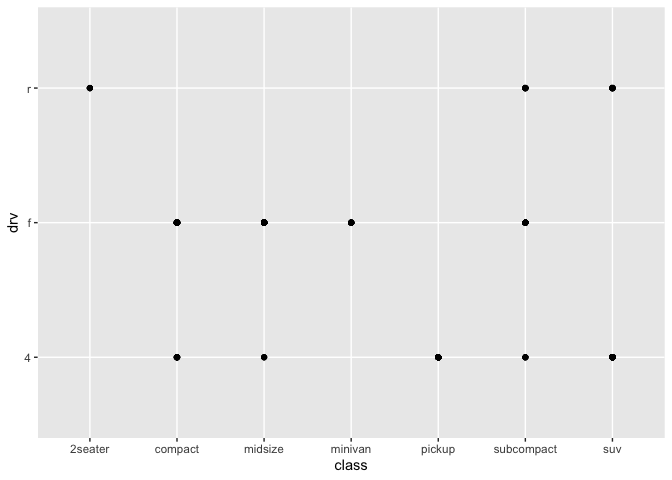 r
f
drv
4
2seater compact midsize minivan pickup subcompact suv
class